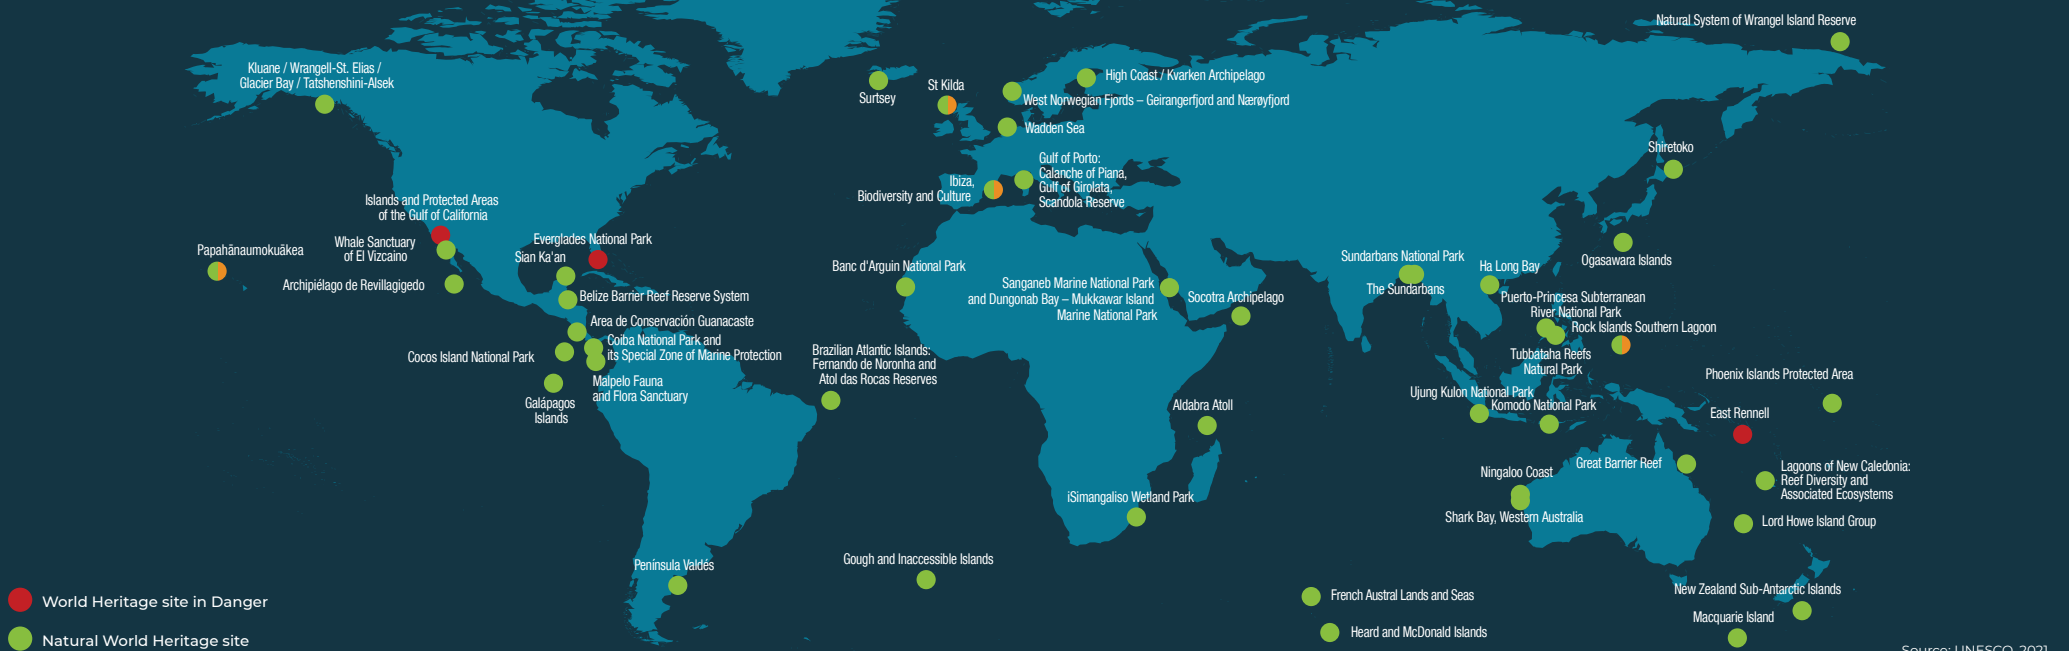 Natural System of Wrangel Island Reserve
Kluane / Wrangell-St. Elias /
Glacier Bay / Tatshenshini-Alsek
Surtsey
St Kilda
High Coast / Kvarken Archipelago
West Norwegian Fjords – Geirangerfjord and Nærøyfjord
Wadden Sea
Shiretoko
Gulf of Porto:
Calanche of Piana,
Gulf of Girolata,
Scandola Reserve
Ibiza,
Biodiversity and Culture
Islands and Protected Areas
of the Gulf of California
Papahānaumokuākea
Whale Sanctuary
of El Vizcaino
Everglades National Park
Sian Ka'an
Archipiélago de Revillagigedo
Belize Barrier Reef Reserve System
Banc d'Arguin National Park
Sanganeb Marine National Park
and Dungonab Bay – Mukkawar Island
Marine National Park
Socotra Archipelago
Sundarbans National Park
The Sundarbans
Ha Long Bay
Ogasawara Islands
Puerto-Princesa Subterranean
River National Park
Rock Islands Southern Lagoon
Tubbataha Reefs
Natural Park
Area de Conservación Guanacaste
Coiba National Park and
its Special Zone of Marine Protection
Cocos Island National Park
Malpelo Fauna
and Flora Sanctuary
Galápagos
Islands
Brazilian Atlantic Islands:
Fernando de Noronha and
Atol das Rocas Reserves
Aldabra Atoll
Ujung Kulon National Park
Komodo National Park
Phoenix Islands Protected Area
East Rennell
Great Barrier Reef
Ningaloo Coast
Lagoons of New Caledonia:
Reef Diversity and
Associated Ecosystems
iSimangaliso Wetland Park
Shark Bay, Western Australia
Lord Howe Island Group
Península Valdés
Gough and Inaccessible Islands
French Austral Lands and Seas
New Zealand Sub-Antarctic Islands
Macquarie Island
Heard and McDonald Islands
World Heritage site in Danger
Natural World Heritage site
Source: UNESCO, 2021